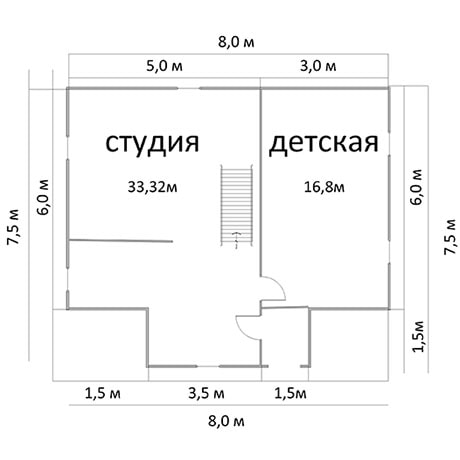 8,0 м
5,0 м 3,0 м
студия детская
33,32м 16,8м
7,5 м
6,0 м
6,0 м
7,5 м
1,5м
1,5 м 3,5 м 1,5м
8,0 м